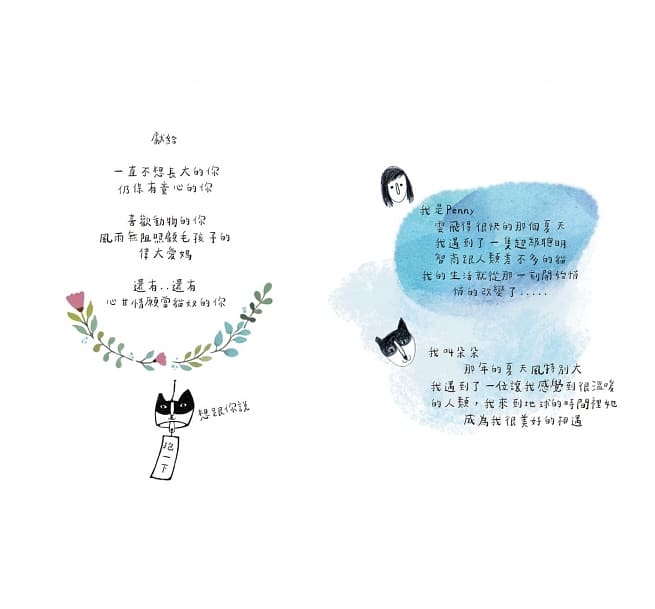 獻給
一直不想長大的你
仍保有童心的你
喜歡動物的你
風雨無阻照顧毛孩子的
偉大愛媽
還有..還有
心甘情願當貓奴的你
想跟你說
抱一下
我是Penny
雲飛得很快的那個夏天
我遇到了一隻超級聰明
智商跟人類差不多的貓
我的生活就從那一刻開始悄
悄的改變了.....
我叫朵朵
那年的夏天風特別大
我遇到了一位讓我感覺到很溫暖
的人類，我來到地球的時間裡她
成為我很美好的相遇